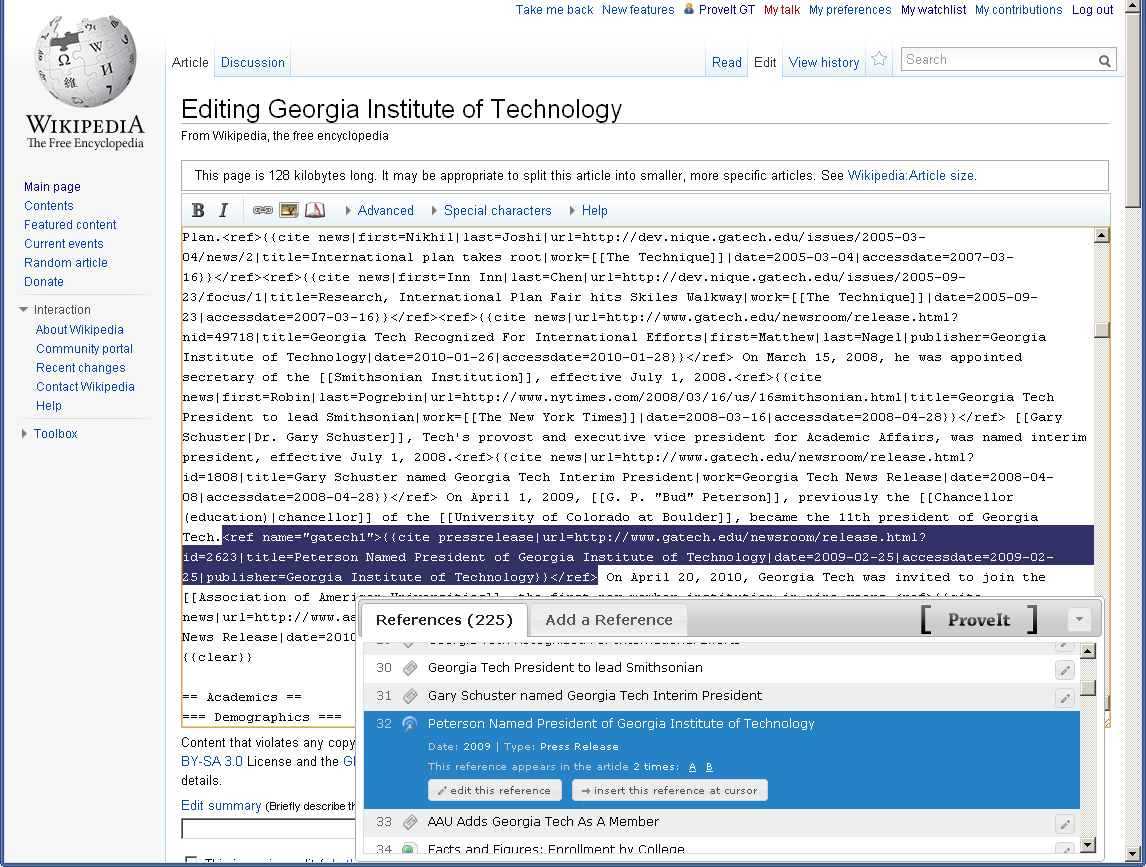 Take me back New features ProveIt GT My talk My preferences My watchlist My contributions Log out
Article Discussion Read Edit View history Search
WIKIPEDIA
The Free Encyclopedia
Main page
Contents
Featured content
Current events
Random article
Donate
Interaction
About Wikipedia
Community portal
Recent changes
Contact Wikipedia
Help
Toolbox
Editing Georgia Institute of Technology
From Wikipedia, the free encyclopedia
This page is 128 kilobytes long. It may be appropriate to split this article into smaller, more specific articles. See Wikipedia:Article size.
B I Advanced Special characters Help
Plan.<ref>{{cite news|first=Nikhil|last=Joshi|url=http://dev.nique.gatech.edu/issues/2005-03-
04/news/2|title=International plan takes root|work=[[The Technique]]|date=2005-03-04|accessdate=2007-03-
16}}</ref><ref>{{cite news|first=Inn Inn|last=Chen|url=http://dev.nique.gatech.edu/issues/2005-09-
23/focus/1|title=Research, International Plan Fair hits Skiles Walkway|work=[[The Technique]]|date=2005-09-
23|accessdate=2007-03-16}}</ref><ref>{{cite news|url=http://www.gatech.edu/newsroom/release.html?
nid=49718|title=Georgia Tech Recognized For International Efforts|first=Matthew|last=Nagel|publisher=Georgia
Institute of Technology|date=2010-01-26|accessdate=2010-01-28}}</ref> On March 15, 2008, he was appointed
secretary of the [[Smithsonian Institution]], effective July 1, 2008.<ref>{{cite
news|first=Robin|last=Pogrebin|url=http://www.nytimes.com/2008/03/16/us/16smithsonian.html|title=Georgia Tech
President to lead Smithsonian|work=[[The New York Times]]|date=2008-03-16|accessdate=2008-04-28}}</ref> [[Gary
Schuster|Dr. Gary Schuster]], Tech's provost and executive vice president for Academic Affairs, was named interim
president, effective July 1, 2008.<ref>{{cite news|url=http://www.gatech.edu/newsroom/release.html?
id=1808|title=Gary Schuster named Georgia Tech Interim President|work=Georgia Tech News Release|date=2008-04-
08|accessdate=2008-04-28}}</ref> On April 1, 2009, [[G. P. "Bud" Peterson]], previously the [[Chancellor
(education)|chancellor]] of the [[University of Colorado at Boulder]], became the 11th president of Georgia
Tech.<ref name="gatech1">{{cite pressrelease|url=http://www.gatech.edu/newsroom/release.html?
id=2623|title=Peterson Named President of Georgia Institute of Technology|date=2009-02-25|accessdate=2009-02-
25|publisher=Georgia Institute of Technology}}</ref> On April 20, 2010, Georgia Tech was invited to join the
[[Association of American Universities]], the first new member institution in nine years.<ref>{{cite
news|url=http://www.aa
News Release|date=2010
{{clear}}
== Academics ==
=== Demographics ===
Content that violates any copy
BY-SA 3.0 License and the GF
details.
Edit summary (Briefly describe th
References (225) Add a Reference [ ProveIt ]
Georgia Tech Recognized For International Efforts
30 Georgia Tech President to lead Smithsonian
31 Gary Schuster named Georgia Tech Interim President
32 Peterson Named President of Georgia Institute of Technology
Date: 2009 | Type: Press Release
This reference appears in the article 2 times: A B
edit this reference insert this reference at cursor
33 AAU Adds Georgia Tech As A Member
34 Facts and Figures: Enrollment by College